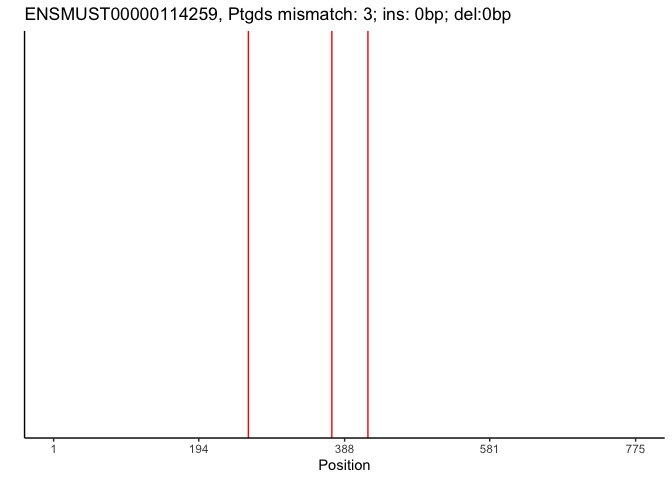 ENSMUST00000114259, Ptgds mismatch: 3; ins: 0bp; del:0bp
1 194 388 581 775
Position